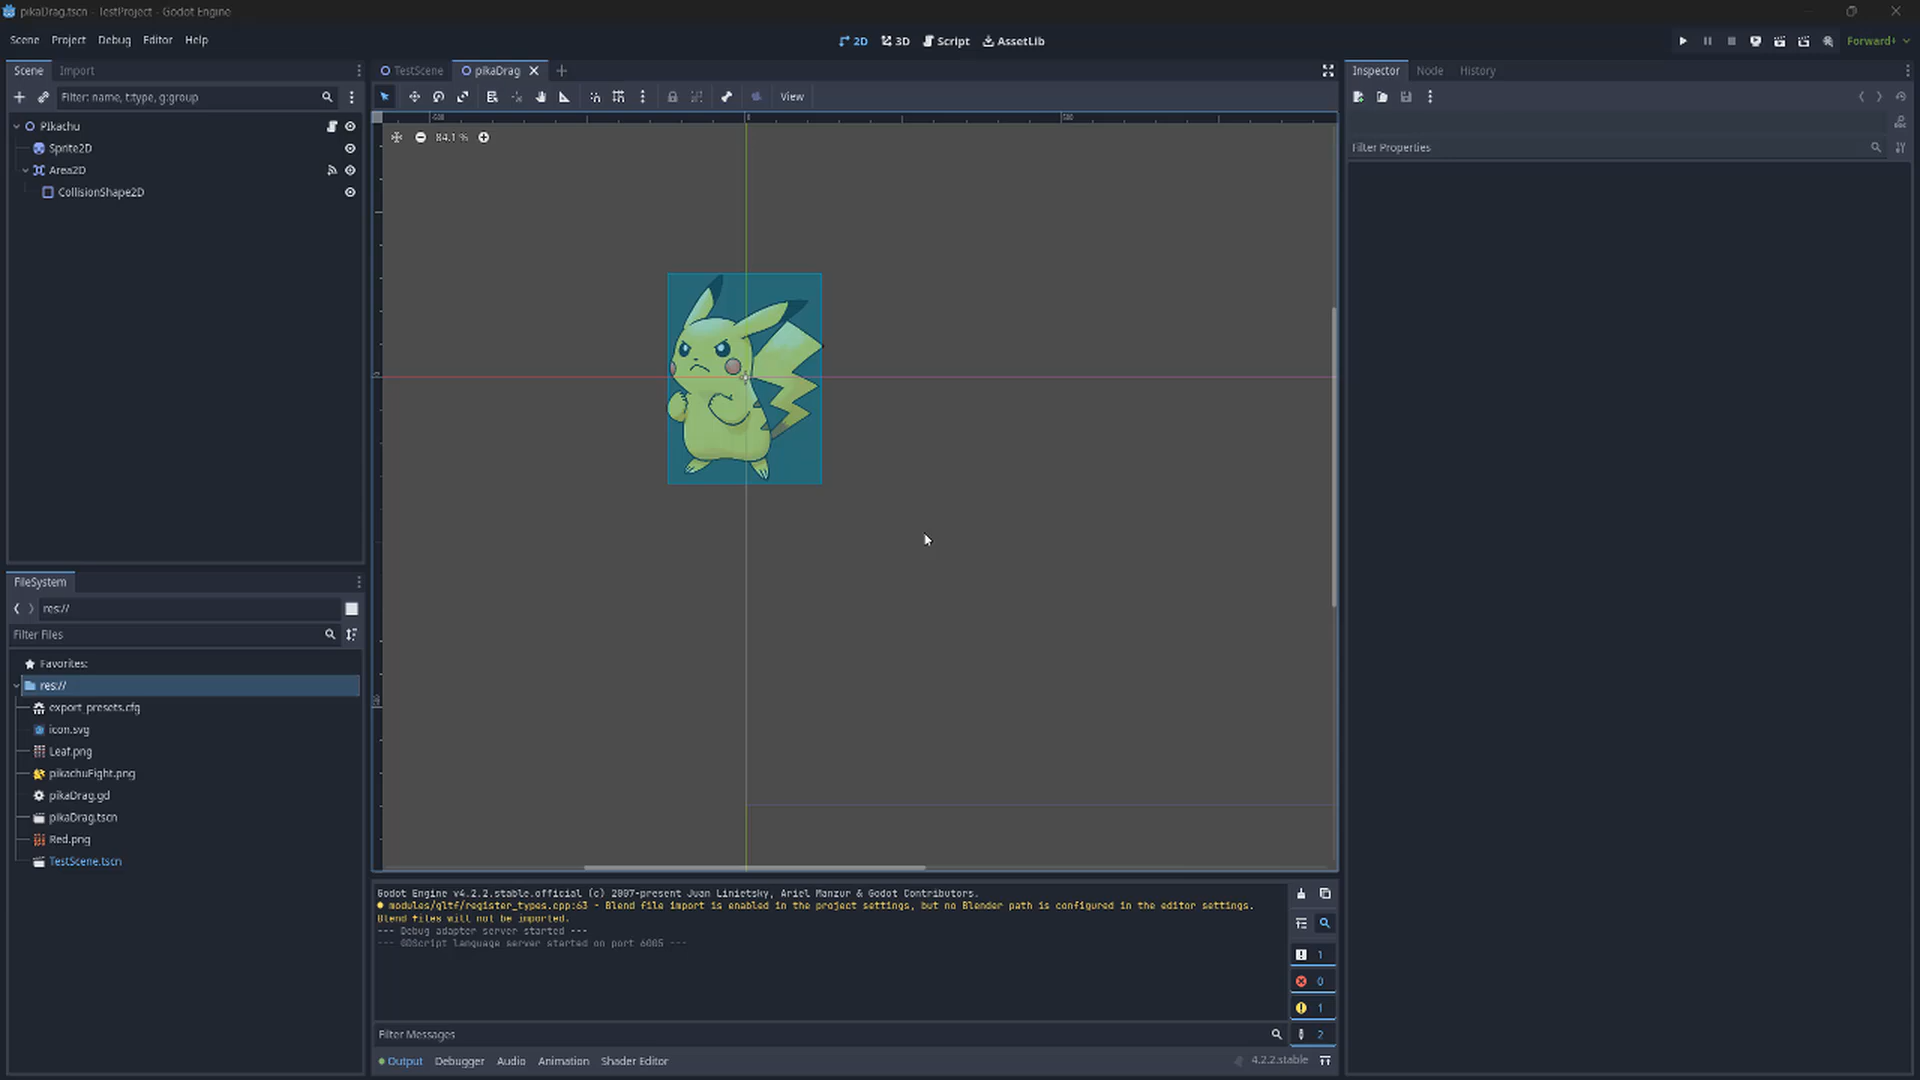 pikaDrag.tscn - TestProject - Godot Engine
Scene Project Debug Editor Help
2D 3D Script AssetLib
Forward+
Scene Import
TestScene pikaDrag
Inspector Node History
Filter: name, t:type, g:group
View
Pikachu
Sprite2D
Area2D
CollisionShape2D
84.1 %
Filter Properties
FileSystem
res://
Filter Files
Favorites:
res://
export_presets.cfg
icon.svg
Leaf.png
pikachuFight.png
pikaDrag.gd
pikaDrag.tscn
Red.png
TestScene.tscn
Godot Engine v4.2.2.stable.official (c) 2007-present Juan Linietsky, Ariel Manzur & Godot Contributors.
modules/gltf/register_types.cpp:63 - Blend file import is enabled in the project settings, but no Blender path is configured in the editor settings.
Blend files will not be imported.
--- Debug adapter server started ---
--- GDScript language server started on port 6005 ---
1
0
1
2
Filter Messages
Output Debugger Audio Animation Shader Editor
4.2.2.stable